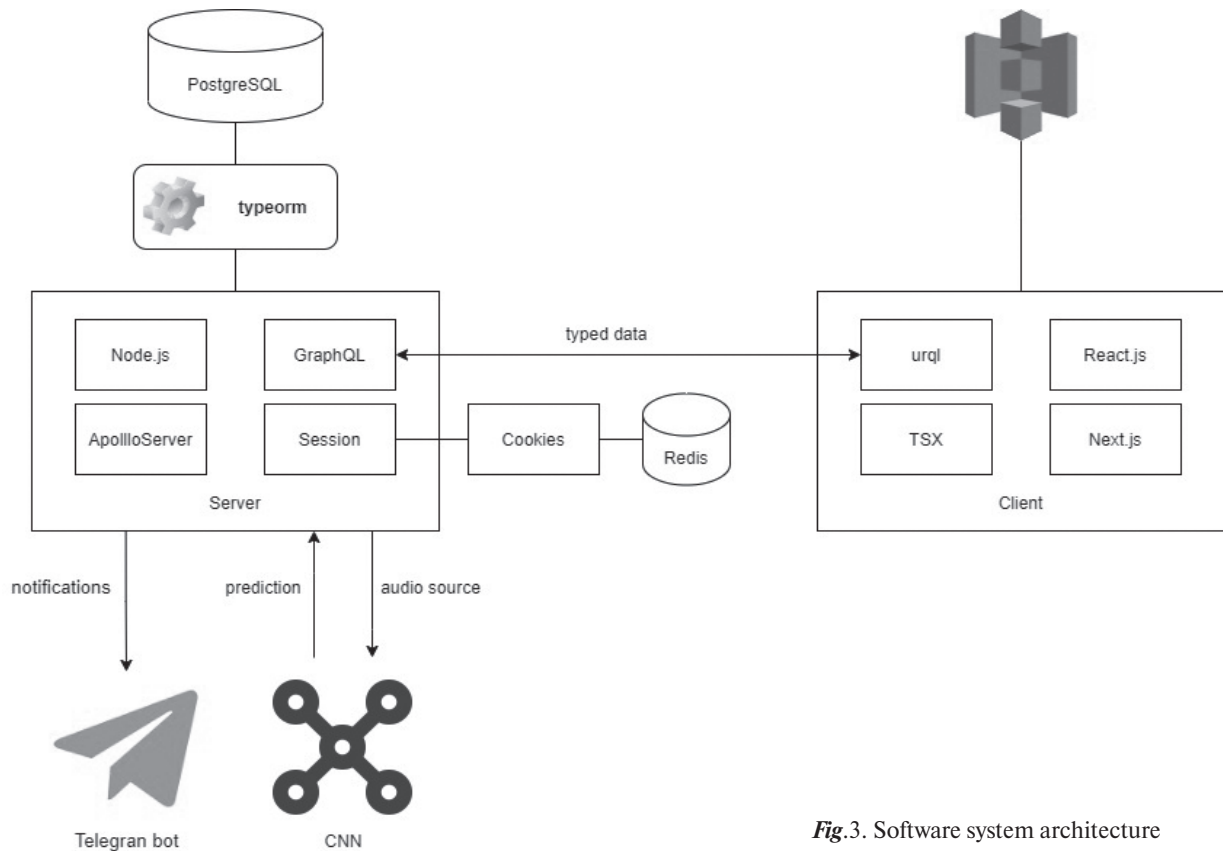 PostgreSQL
typeorm
Node.js
GraphQL
typed data
urql
React.js
ApollloServer
Session
Cookies
Redis
TSX
Next.js
Server
Client
notifications
prediction
audio source
Telegran bot
CNN
Fig.3. Software system architecture